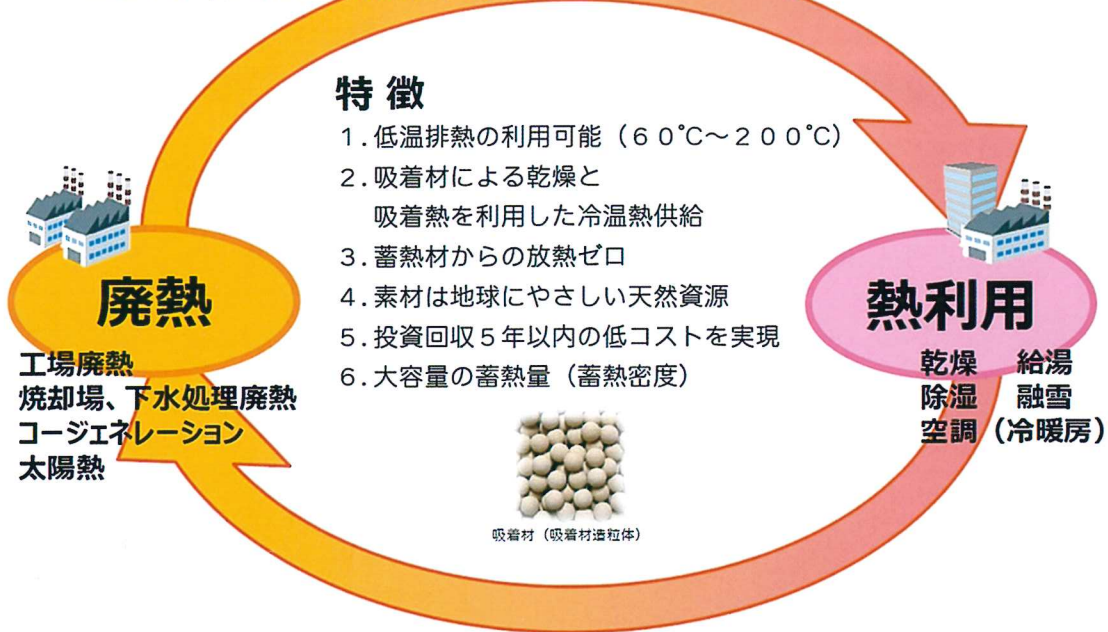 特 徴
1. 低温排熱の利用可能（６０℃～２００℃）
2. 吸着材による乾燥と
吸着熱を利用した冷温熱供給
3. 蓄熱材からの放熱ゼロ
4. 素材は地球にやさしい天然資源
5. 投資回収５年以内の低コストを実現
6. 大容量の蓄熱量（蓄熱密度）
廃熱
工場廃熱
焼却場、下水処理廃熱
コージェネレーション
太陽熱
熱利用
乾燥　給湯
除湿　融雪
空調（冷暖房）
吸着材（吸着材造粒体）